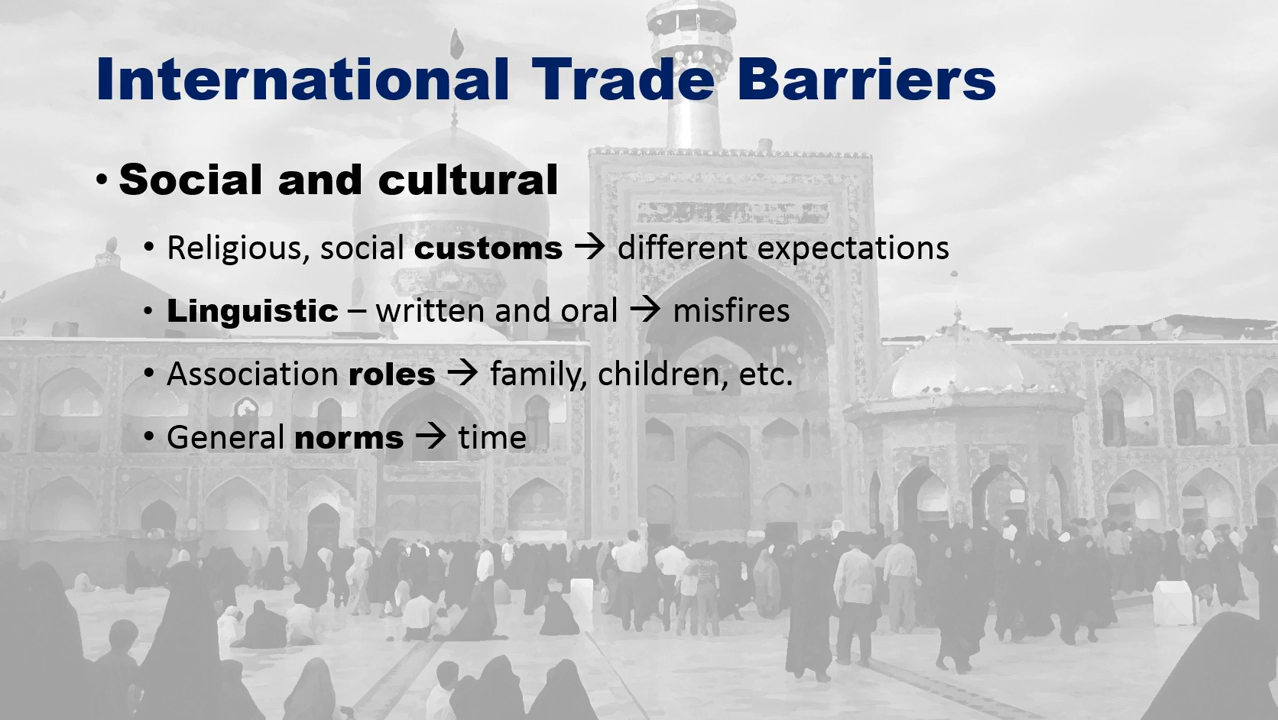 International Trade Barriers
• Social and cultural
• Religious, social customs → different expectations
• Linguistic – written and oral → misfires
• Association roles → family, children, etc.
• General norms → time